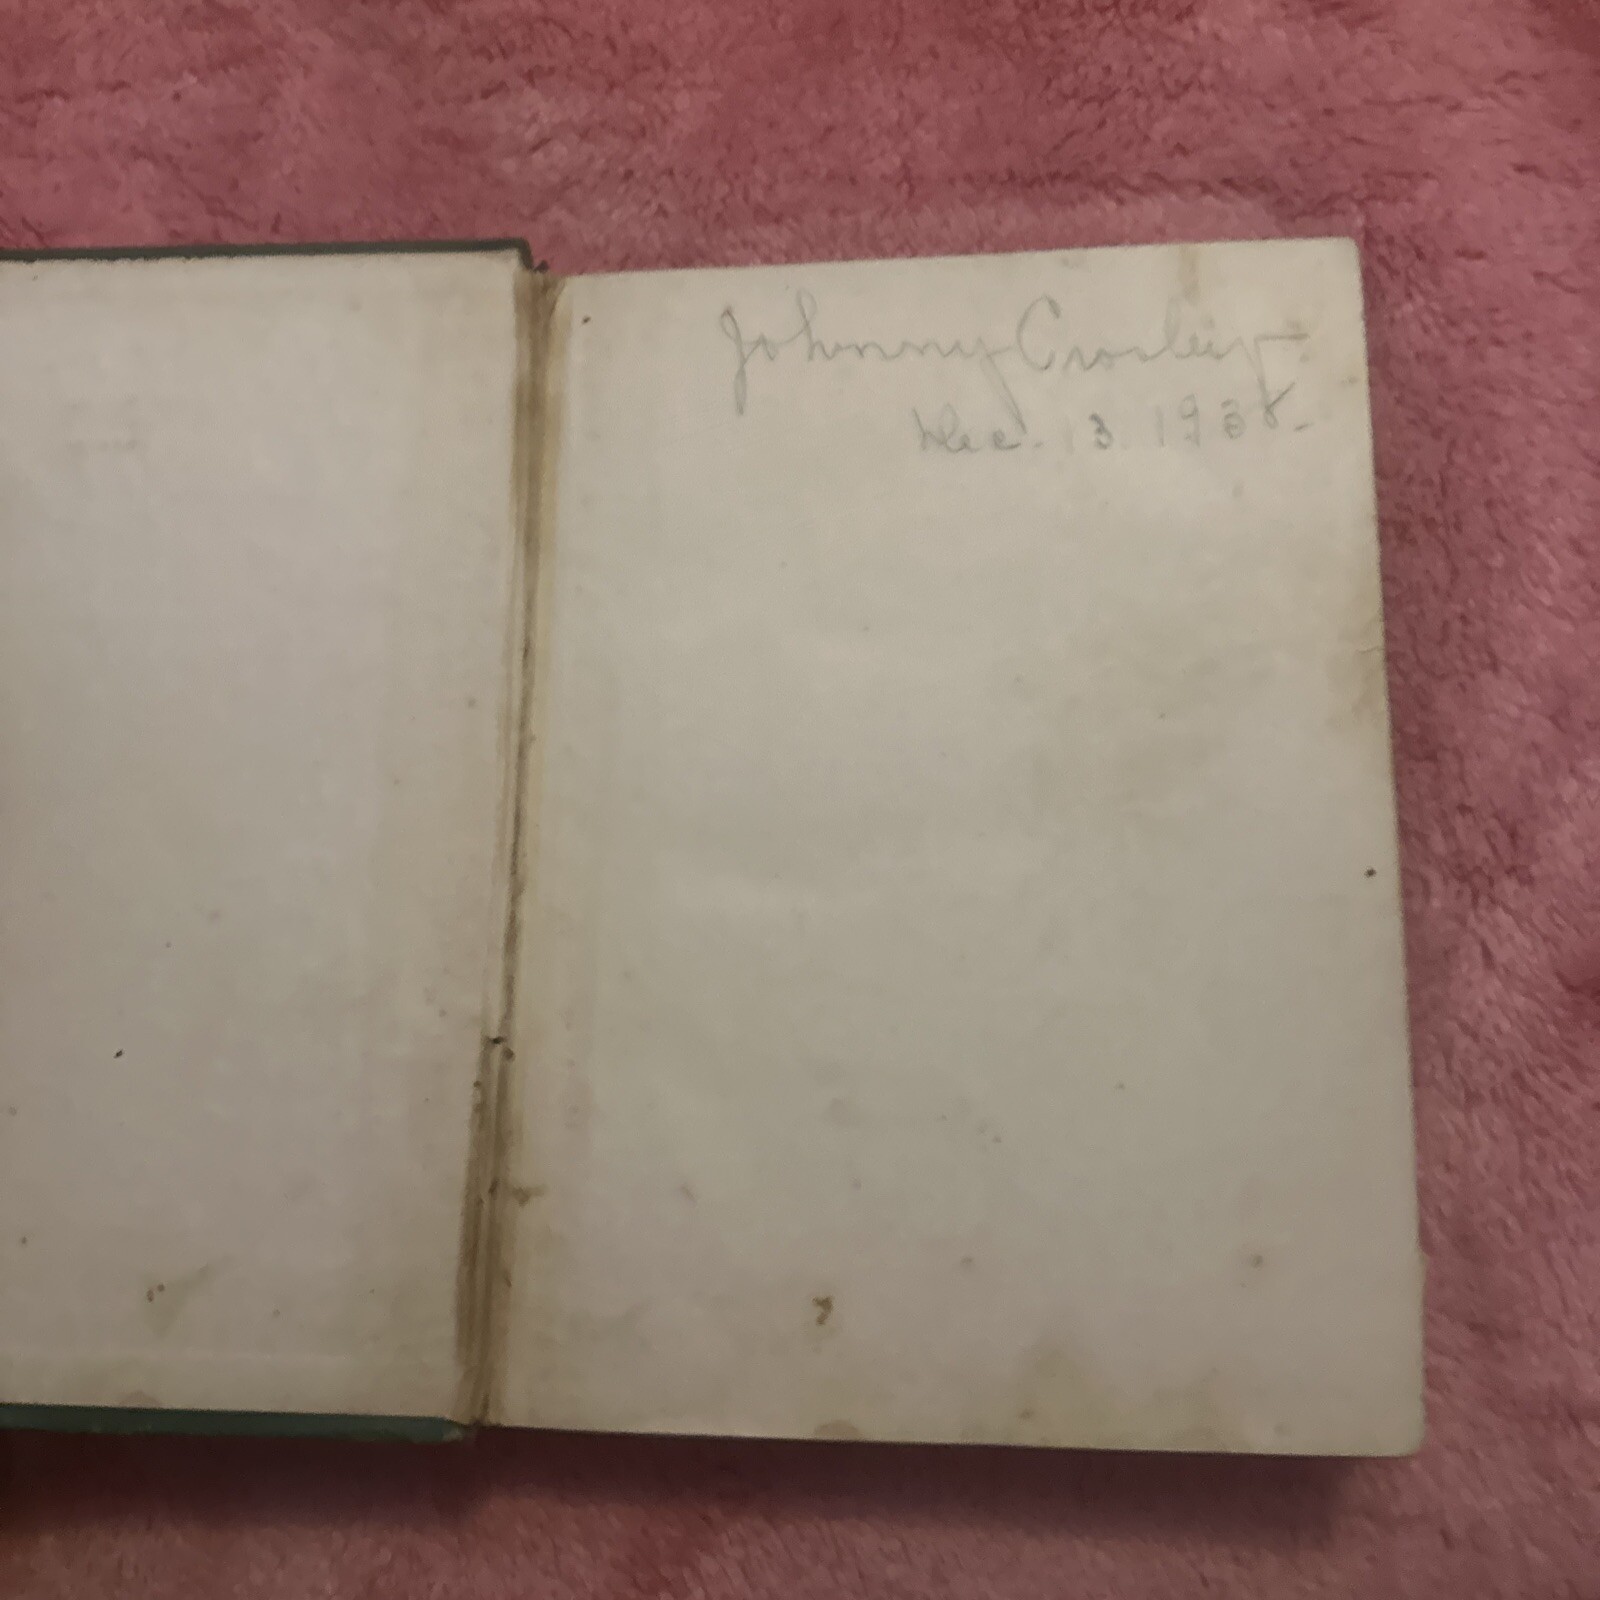 Johnny Crosley.
Dec. 13. 1938.